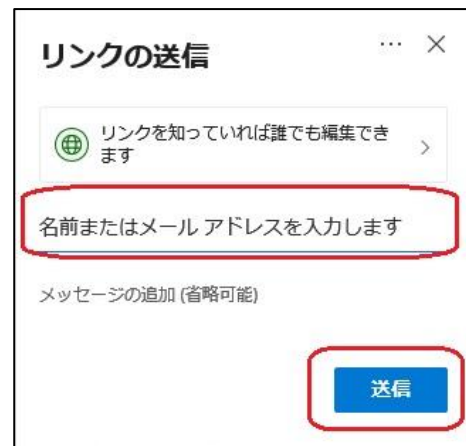 リンクの送信
リンクを知っていれば誰でも編集でき
ます
名前またはメール アドレスを入力します
メッセージの追加 (省略可能)
送信